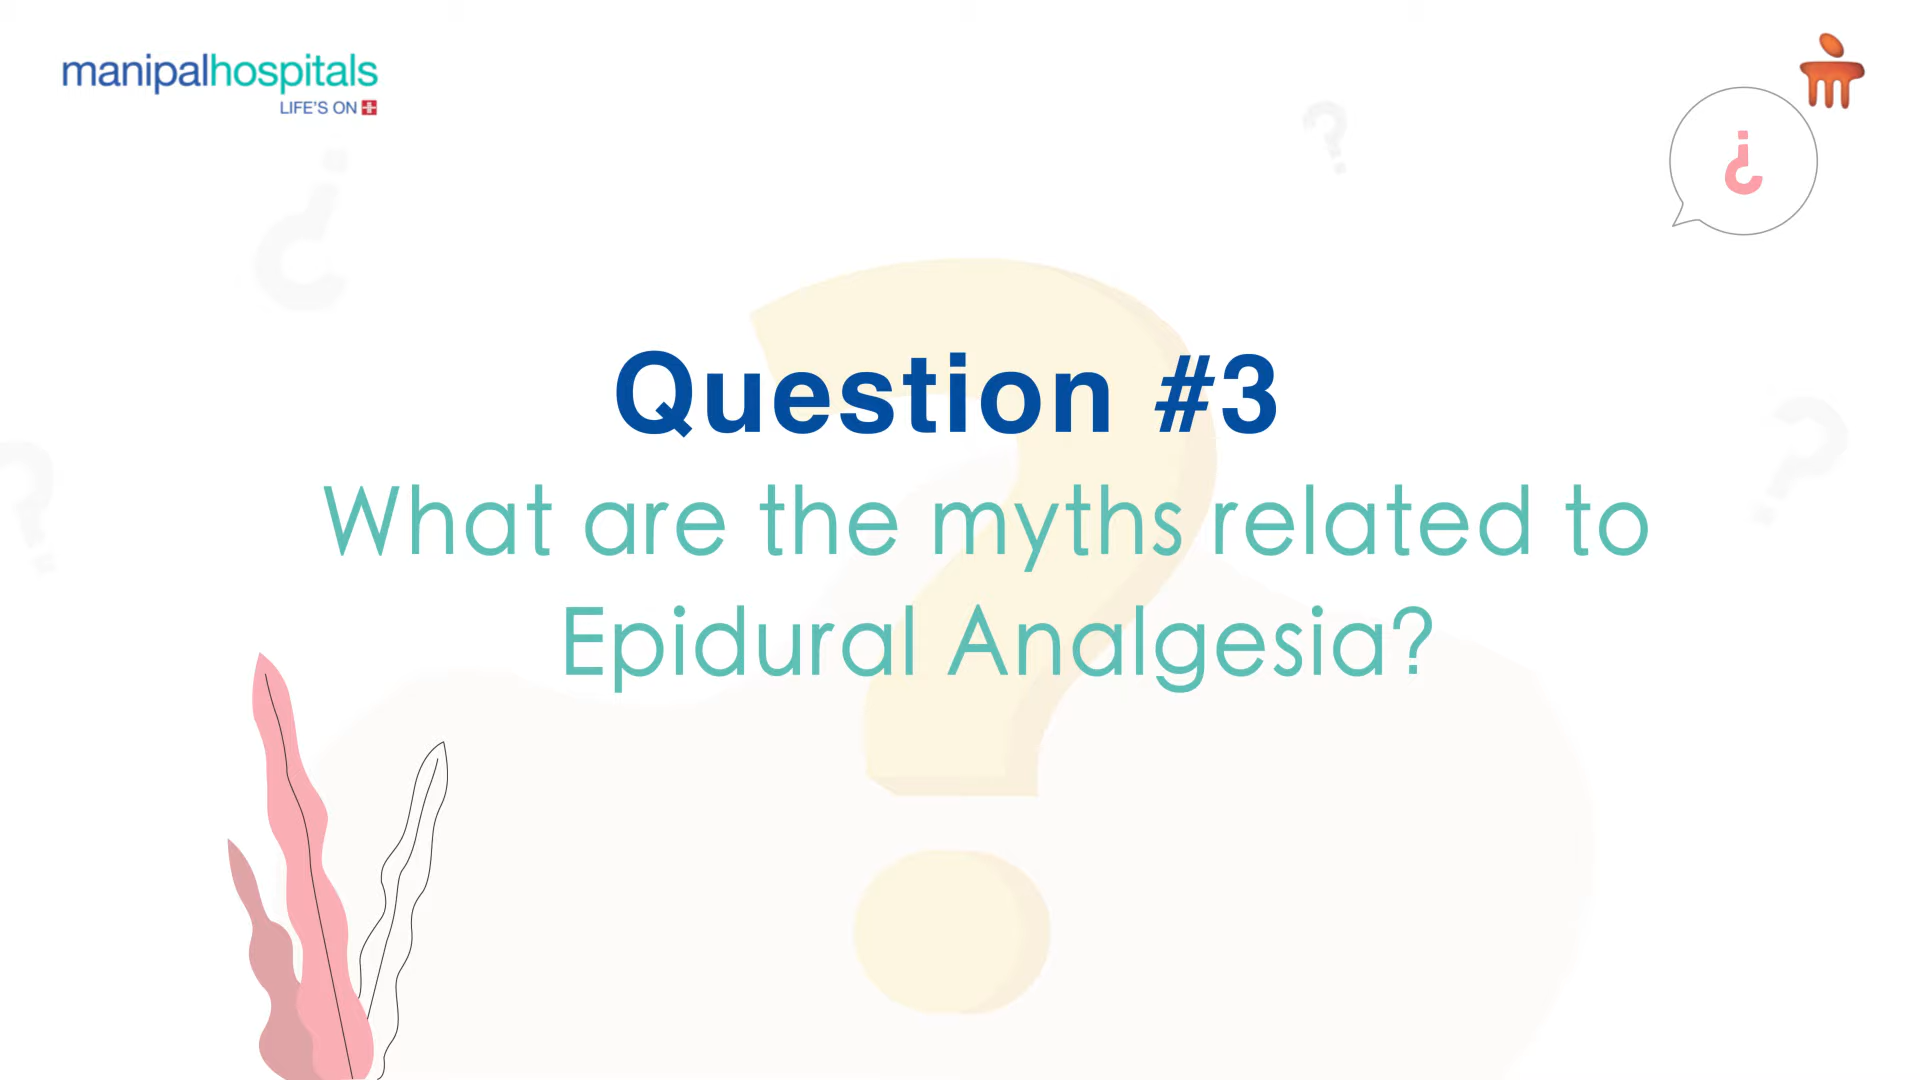 manipalhospitals
LIFE'S ON
?
?
¿
¿
Question #3
What are the myths related to
Epidural Analgesia?
?
?
?